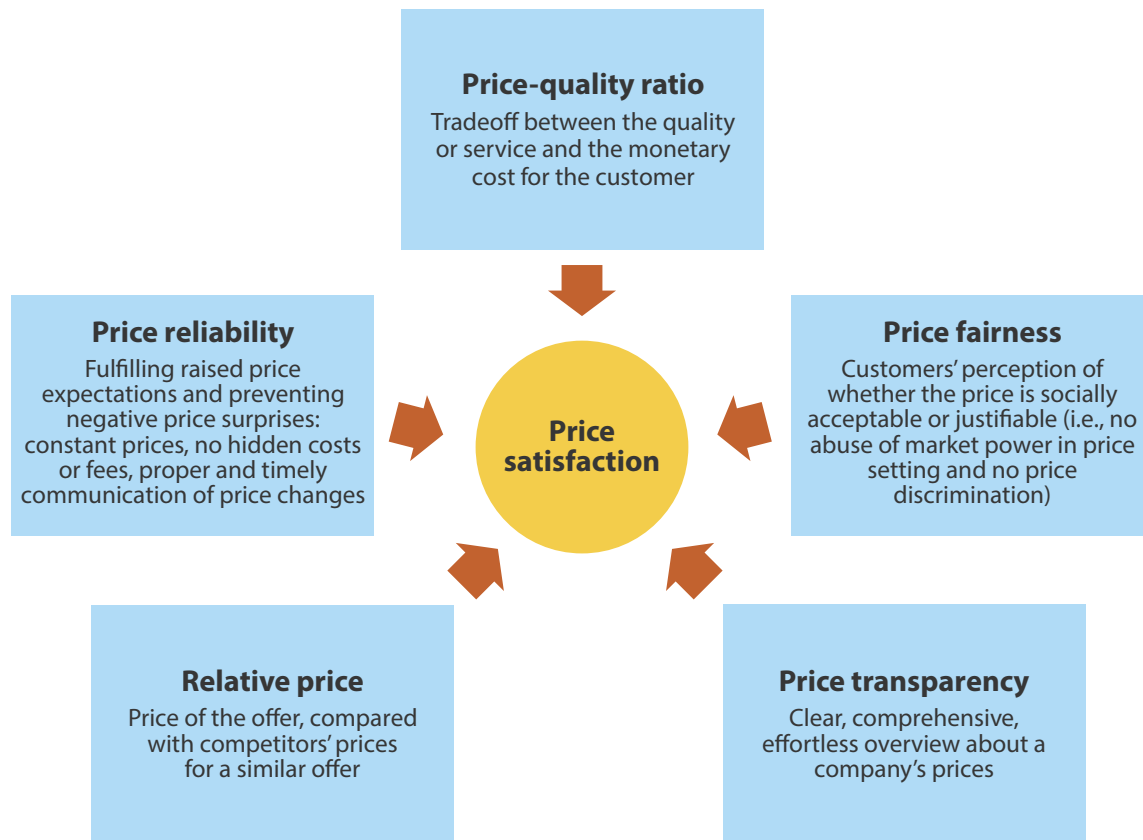 Price-quality ratio
Tradeoff between the quality
or service and the monetary
cost for the customer
Price reliability
Fulfilling raised price
expectations and preventing
negative price surprises:
constant prices, no hidden costs
or fees, proper and timely
communication of price changes
Price
satisfaction
Price fairness
Customers’ perception of
whether the price is socially
acceptable or justifiable (i.e., no
abuse of market power in price
setting and no price
discrimination)
Relative price
Price of the offer, compared
with competitors’ prices
for a similar offer
Price transparency
Clear, comprehensive,
effortless overview about a
company’s prices